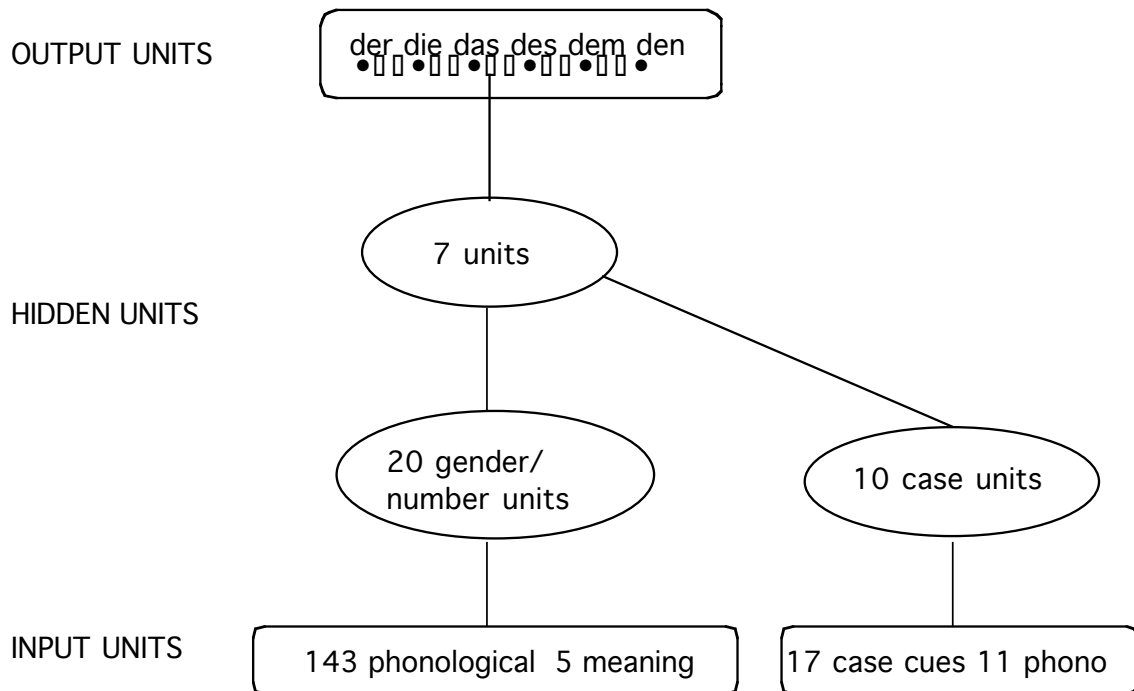 OUTPUT UNITS
der die das des dem den
•▯▯•▯▯•▯▯•▯▯•▯▯•
7 units
HIDDEN UNITS
20 gender/
number units
10 case units
INPUT UNITS
143 phonological 5 meaning
17 case cues 11 phono